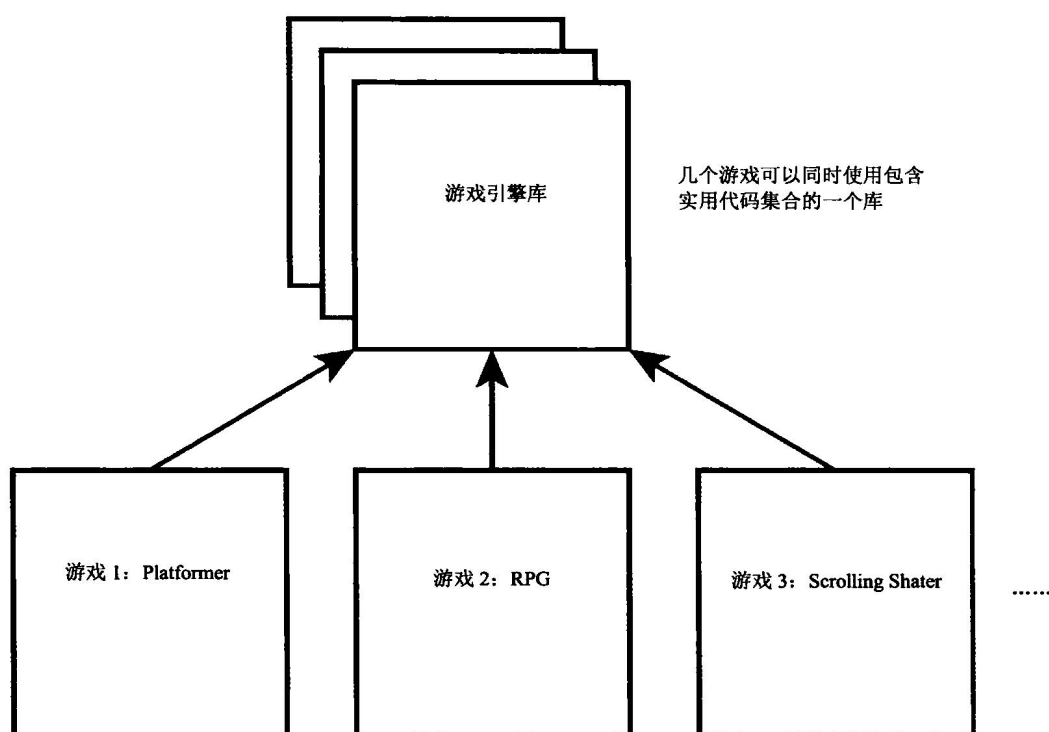 游戏引擎库
几个游戏可以同时使用包含
实用代码集合的一个库
游戏 1：Platformer
游戏 2：RPG
游戏 3：Scrolling Shater
……